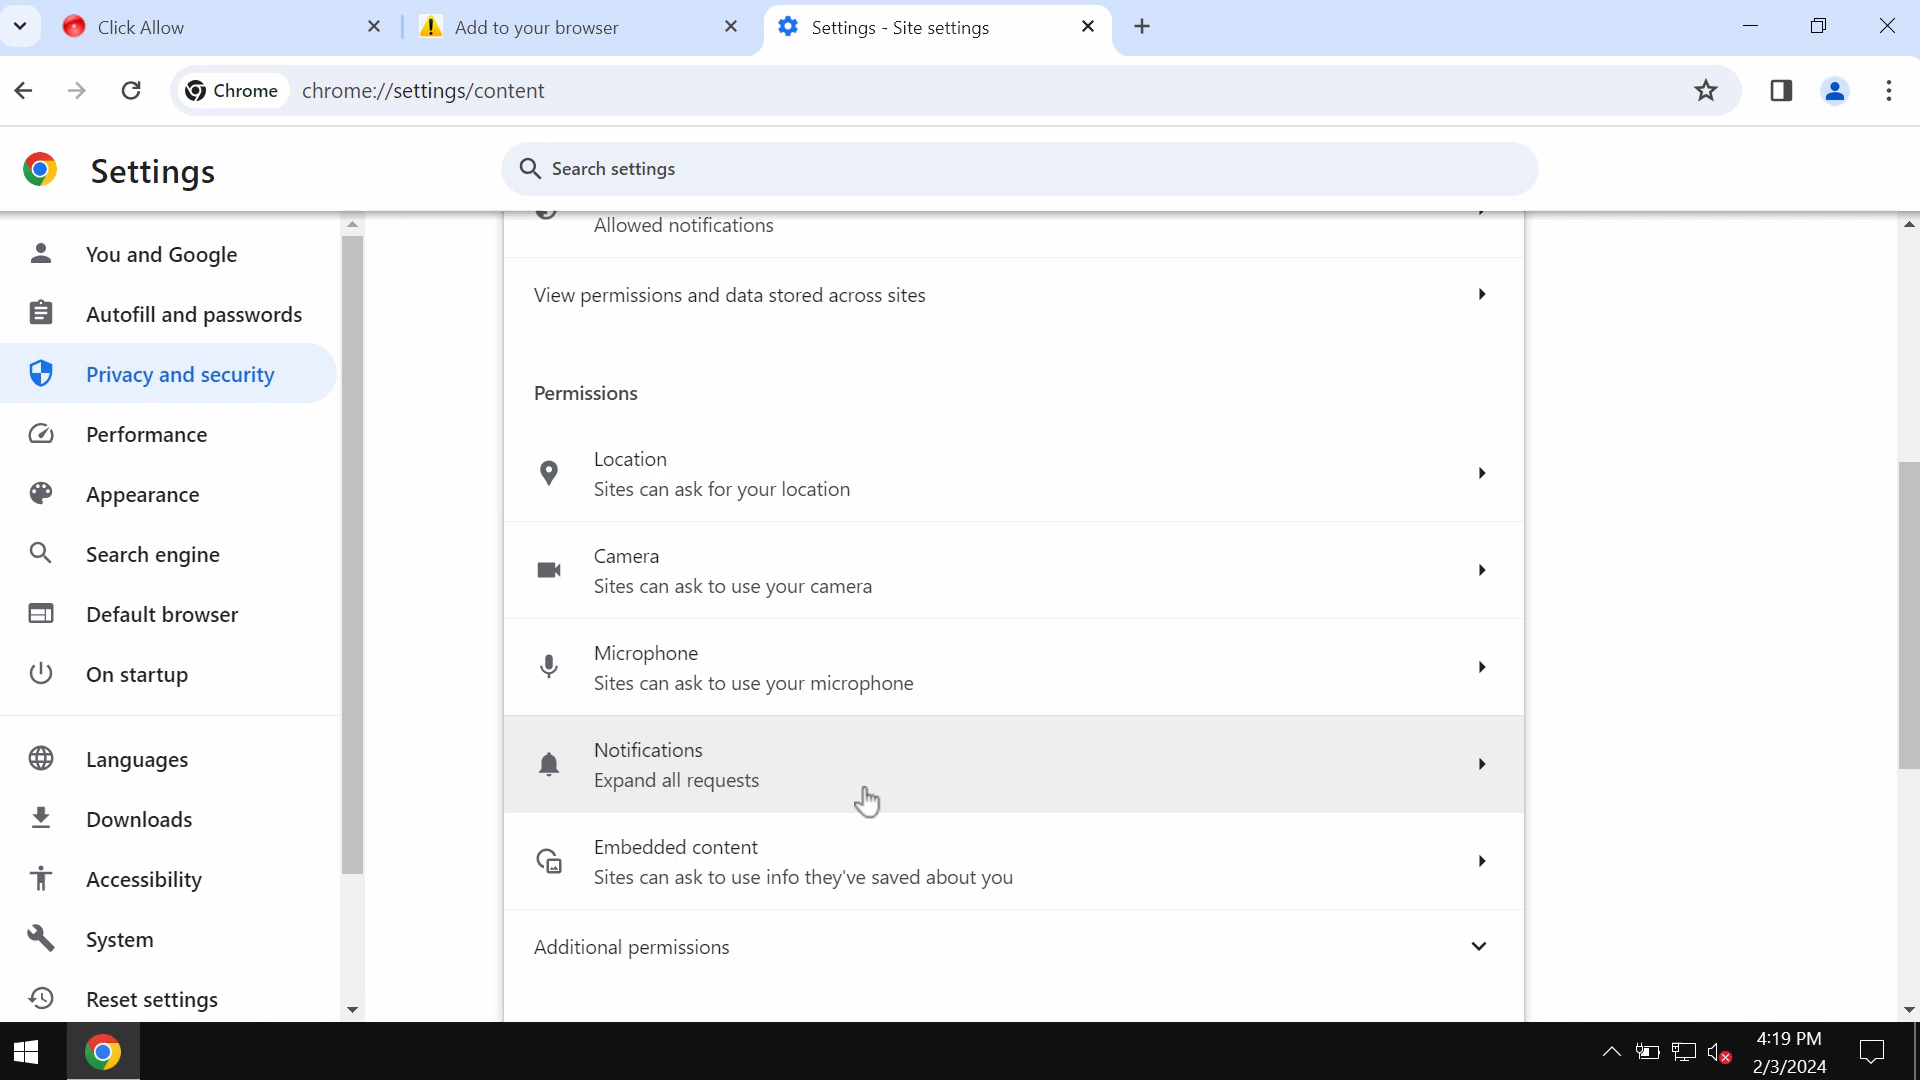 Click Allow
Add to your browser
Settings - Site settings
Chrome
chrome://settings/content
Settings
Search settings
You and Google
Autofill and passwords
Privacy and security
Performance
Appearance
Search engine
Default browser
On startup
Languages
Downloads
Accessibility
System
Reset settings
Allowed notifications
View permissions and data stored across sites
Permissions
Location
Sites can ask for your location
Camera
Sites can ask to use your camera
Microphone
Sites can ask to use your microphone
Notifications
Expand all requests
Embedded content
Sites can ask to use info they've saved about you
Additional permissions
4:19 PM
2/3/2024